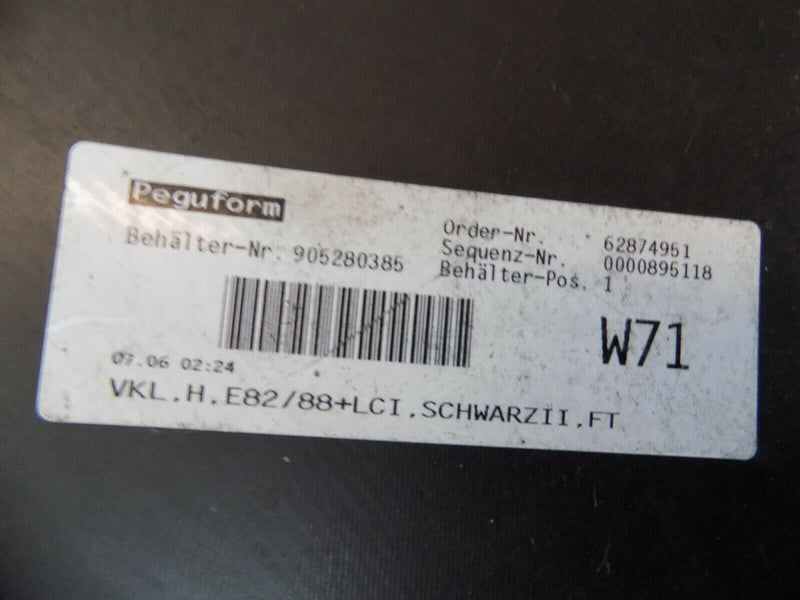 Peguform
Behälter-Nr. 905280385
Order-Nr. 62874951
Sequenz-Nr. 0000895118
Behälter-Pos. 1
W71
07.06 02:24
VKL.H.E82/88+LCI.SCHWARZII.FT